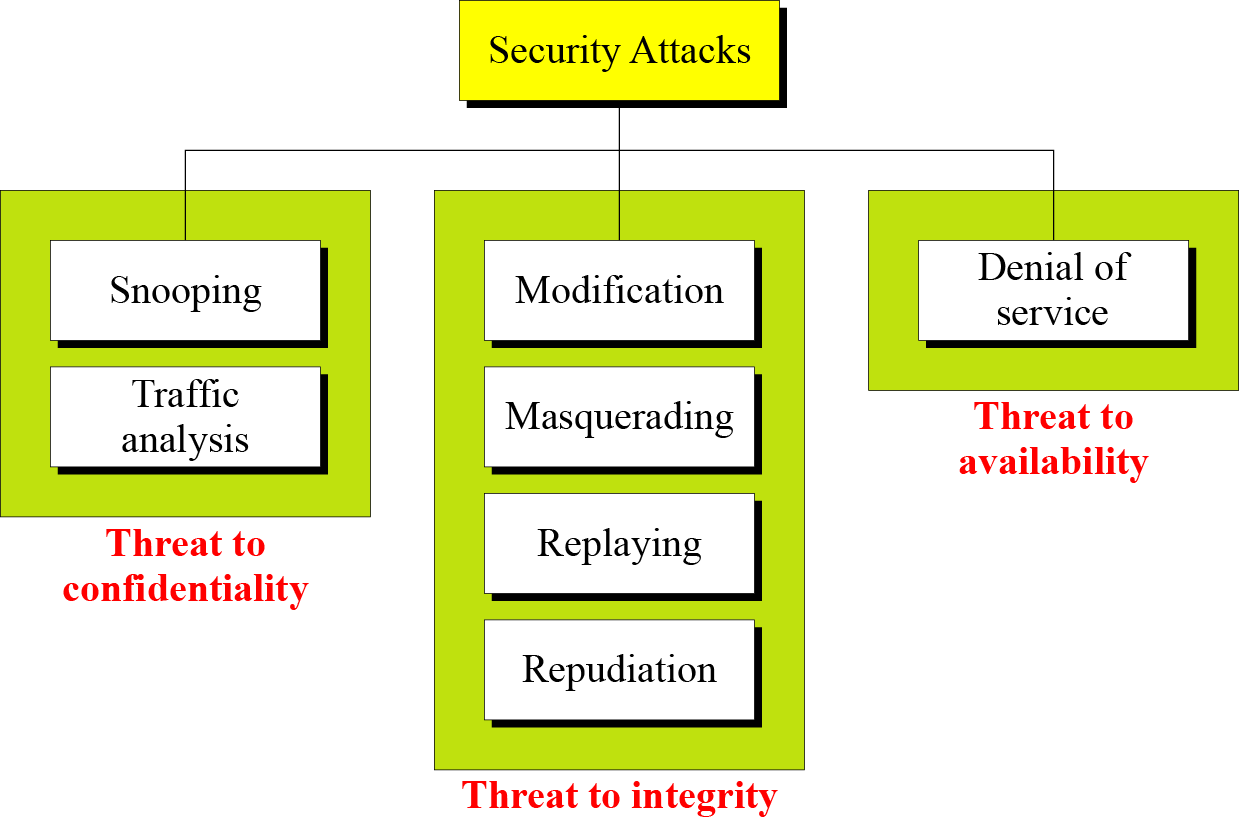 Security Attacks
Snooping
Traffic
analysis
Threat to
confidentiality
Modification
Masquerading
Replaying
Repudiation
Threat to integrity
Denial of
service
Threat to
availability